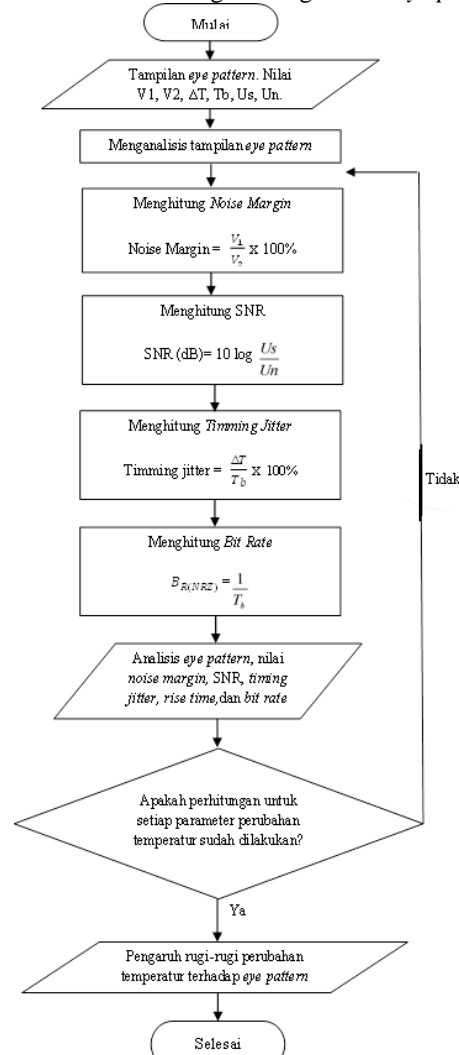 Mulai
Tampilan eye pattern. Nilai
V1, V2, ΔT, Tb, Us, Un.
Menganalisis tampilan eye pattern
Menghitung Noise Margin
Noise Margin = V₁/V₂ x 100%
Menghitung SNR
SNR (dB)= 10 log Us/Un
Menghitung Timming Jitter
Timming jitter = ΔT/Tb x 100%
Tidak
Menghitung Bit Rate
B_R(NRZ) = 1/T_b
Analisis eye pattern, nilai
noise margin, SNR, timing
jitter, rise time,dan bit rate
Apakah perhitungan untuk
setiap parameter perubahan
temperatur sudah dilakukan?
Ya
Pengaruh rugi-rugi perubahan
temperatur terhadap eye pattern
Selesai